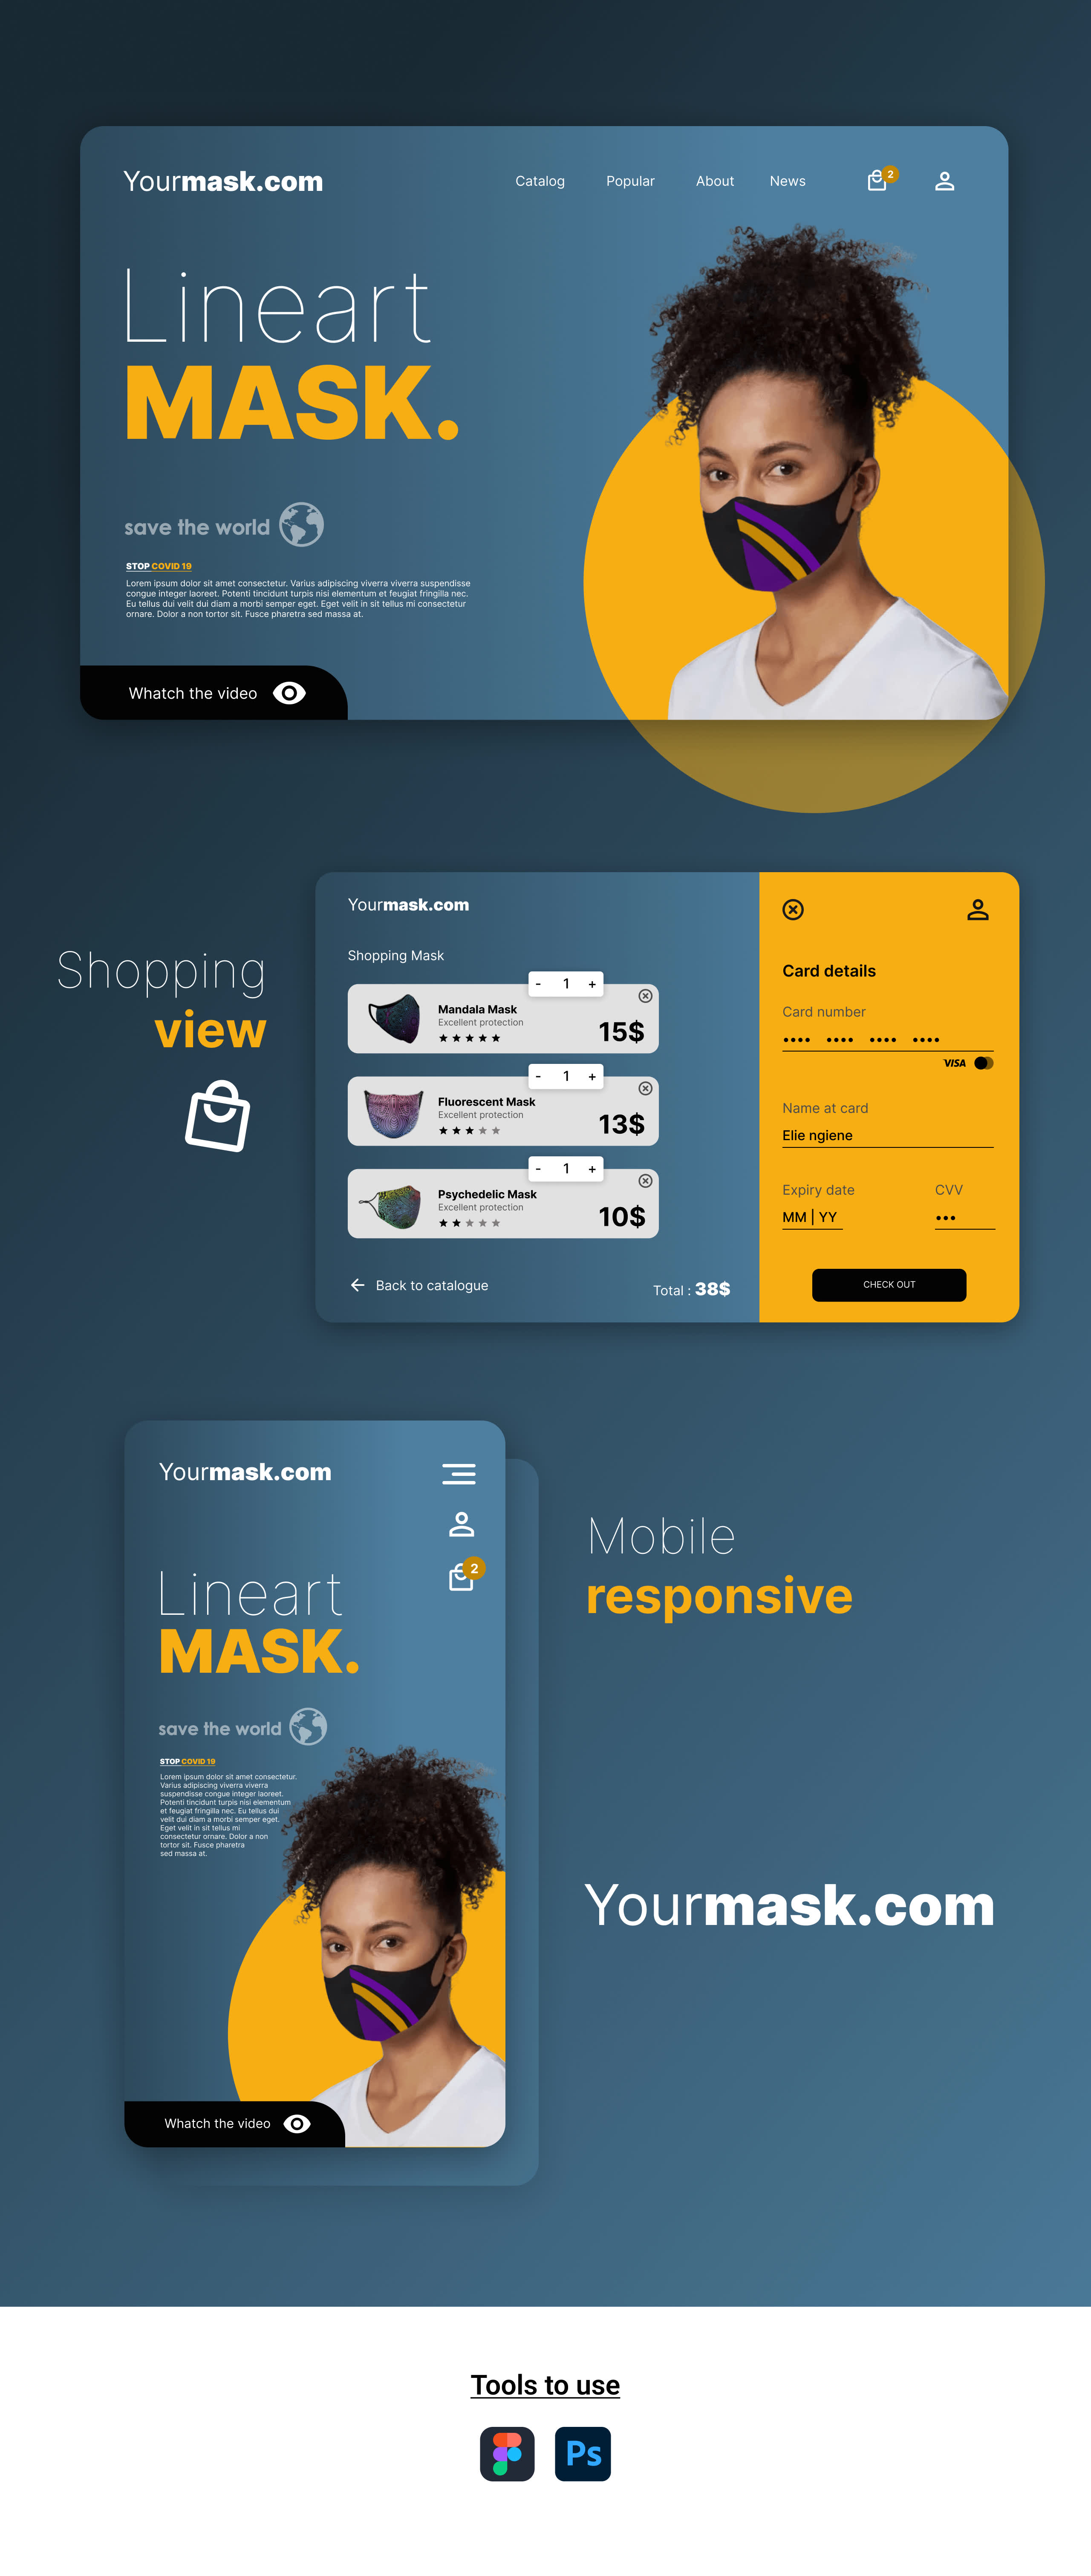 Yourmask.com
Catalog Popular About News 2
Lineart
MASK.
save the world
STOP COVID 19
Lorem ipsum dolor sit amet consectetur. Varius adipiscing viverra viverra suspendisse
congue integer laoreet. Potenti tincidunt turpis nisi elementum et feugiat fringilla nec.
Eu tellus dui velit dui diam a morbi semper eget. Eget velit in sit tellus mi consectetur
ornare. Dolor a non tortor sit. Fusce pharetra sed massa at.
Whatch the video
Shopping
view
Yourmask.com
Shopping Mask
- 1 +
Mandala Mask
Excellent protection
15$
- 1 +
Fluorescent Mask
Excellent protection
13$
- 1 +
Psychedelic Mask
Excellent protection
10$
Back to catalogue
Total : 38$
Card details
Card number
•••• •••• •••• ••••
VISA
Name at card
Elie ngiene
Expiry date CVV
MM | YY •••
CHECK OUT
Yourmask.com
2
Lineart
MASK.
save the world
STOP COVID 19
Lorem ipsum dolor sit amet consectetur.
Varius adipiscing viverra viverra
suspendisse congue integer laoreet.
Potenti tincidunt turpis nisi elementum
et feugiat fringilla nec. Eu tellus dui
velit dui diam a morbi semper eget.
Eget velit in sit tellus mi
consectetur ornare. Dolor a non
tortor sit. Fusce pharetra
sed massa at.
Whatch the video
Mobile
responsive
Yourmask.com
Tools to use
Ps